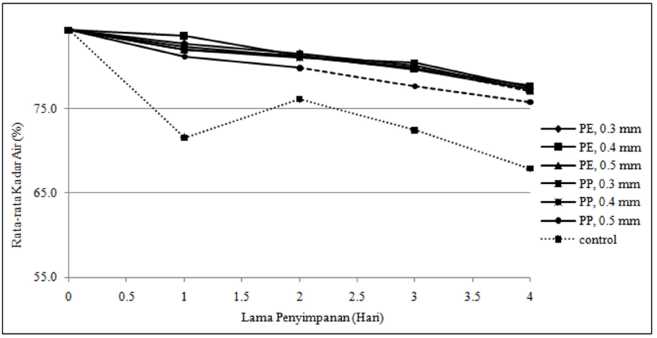 75.0
65.0
55.0
Rata-rata Kadar Air (%)
0 0.5 1 1.5 2 2.5 3 3.5 4
Lama Penyimpanan (Hari)
PE, 0.3 mm
PE, 0.4 mm
PE, 0.5 mm
PP, 0.3 mm
PP, 0.4 mm
PP, 0.5 mm
control